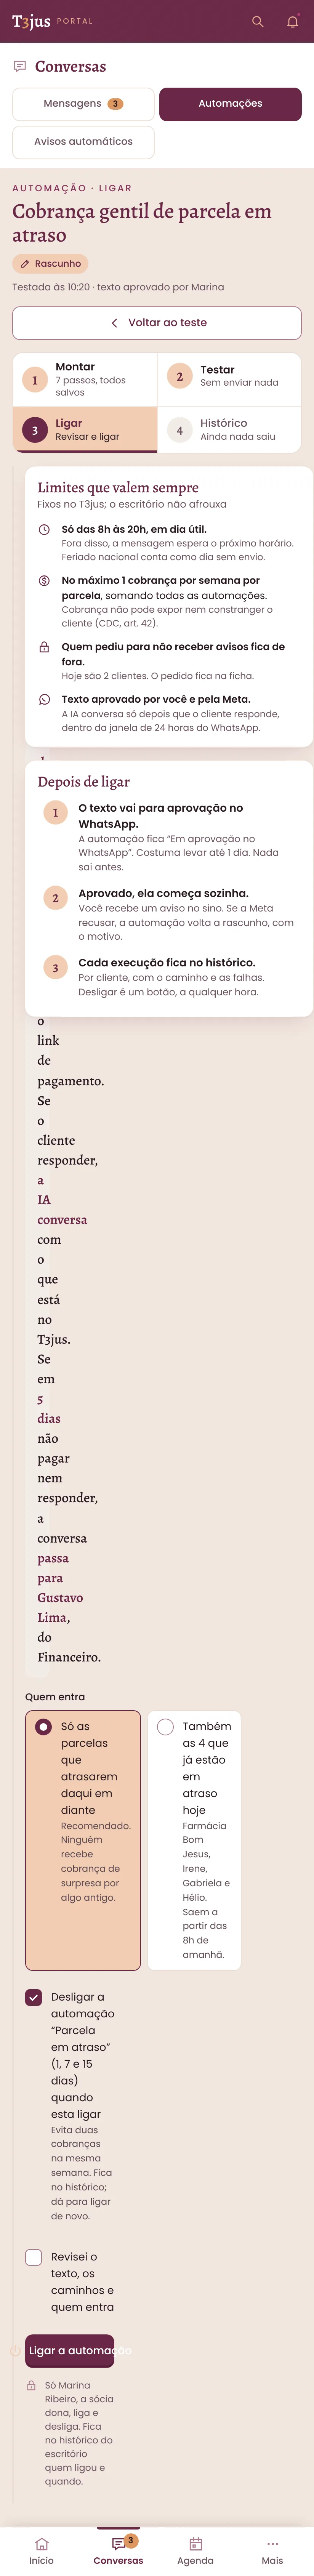 T3jus PORTAL
Conversas
Mensagens 3
Automações
Avisos automáticos
AUTOMAÇÃO · LIGAR
Cobrança gentil de parcela em
atraso
Rascunho
Testada às 10:20 · texto aprovado por Marina
Voltar ao teste
1
Montar
7 passos, todos
salvos
2
Testar
Sem enviar nada
3
Ligar
Revisar e ligar
4
Histórico
Ainda nada saiu
Limites que valem sempre
Fixos no T3jus; o escritório não afrouxa
Só das 8h às 20h, em dia útil.
Fora disso, a mensagem espera o próximo horário.
Feriado nacional conta como dia sem envio.
No máximo 1 cobrança por semana por
parcela, somando todas as automações.
Cobrança não pode expor nem constranger o
cliente (CDC, art. 42).
Quem pediu para não receber avisos fica de
fora.
Hoje são 2 clientes. O pedido fica na ficha.
Texto aprovado por você e pela Meta.
A IA conversa só depois que o cliente responde,
dentro da janela de 24 horas do WhatsApp.
Depois de ligar
1
O texto vai para aprovação no
WhatsApp.
A automação fica “Em aprovação no
WhatsApp”. Costuma levar até 1 dia. Nada
sai antes.
2
Aprovado, ela começa sozinha.
Você recebe um aviso no sino. Se a Meta
recusar, a automação volta a rascunho, com
o motivo.
3
Cada execução fica no histórico.
Por cliente, com o caminho e as falhas.
Desligar é um botão, a qualquer hora.
o
link
de
pagamento.
Se
o
cliente
responder,
a
IA
conversa
com
o
que
está
no
T3jus.
Se
em
5
dias
não
pagar
nem
responder,
a
conversa
passa
para
Gustavo
Lima,
do
Financeiro.
Quem entra
Só as
parcelas
que
atrasarem
daqui em
diante
Recomendado.
Ninguém
recebe
cobrança de
surpresa por
algo antigo.
Também
as 4 que
já estão
em
atraso
hoje
Farmácia
Bom
Jesus,
Irene,
Gabriela e
Hélio.
Saem a
partir das
8h de
amanhã.
Desligar a
automação
“Parcela
em atraso”
(1, 7 e 15
dias)
quando
esta ligar
Evita duas
cobranças
na mesma
semana. Fica
no histórico;
dá para ligar
de novo.
Revisei o
texto, os
caminhos e
quem entra
Ligar a automação
Só Marina
Ribeiro, a sócia
dona, liga e
desliga. Fica
no histórico do
escritório
quem ligou e
quando.
Início
Conversas 3
Agenda
Mais